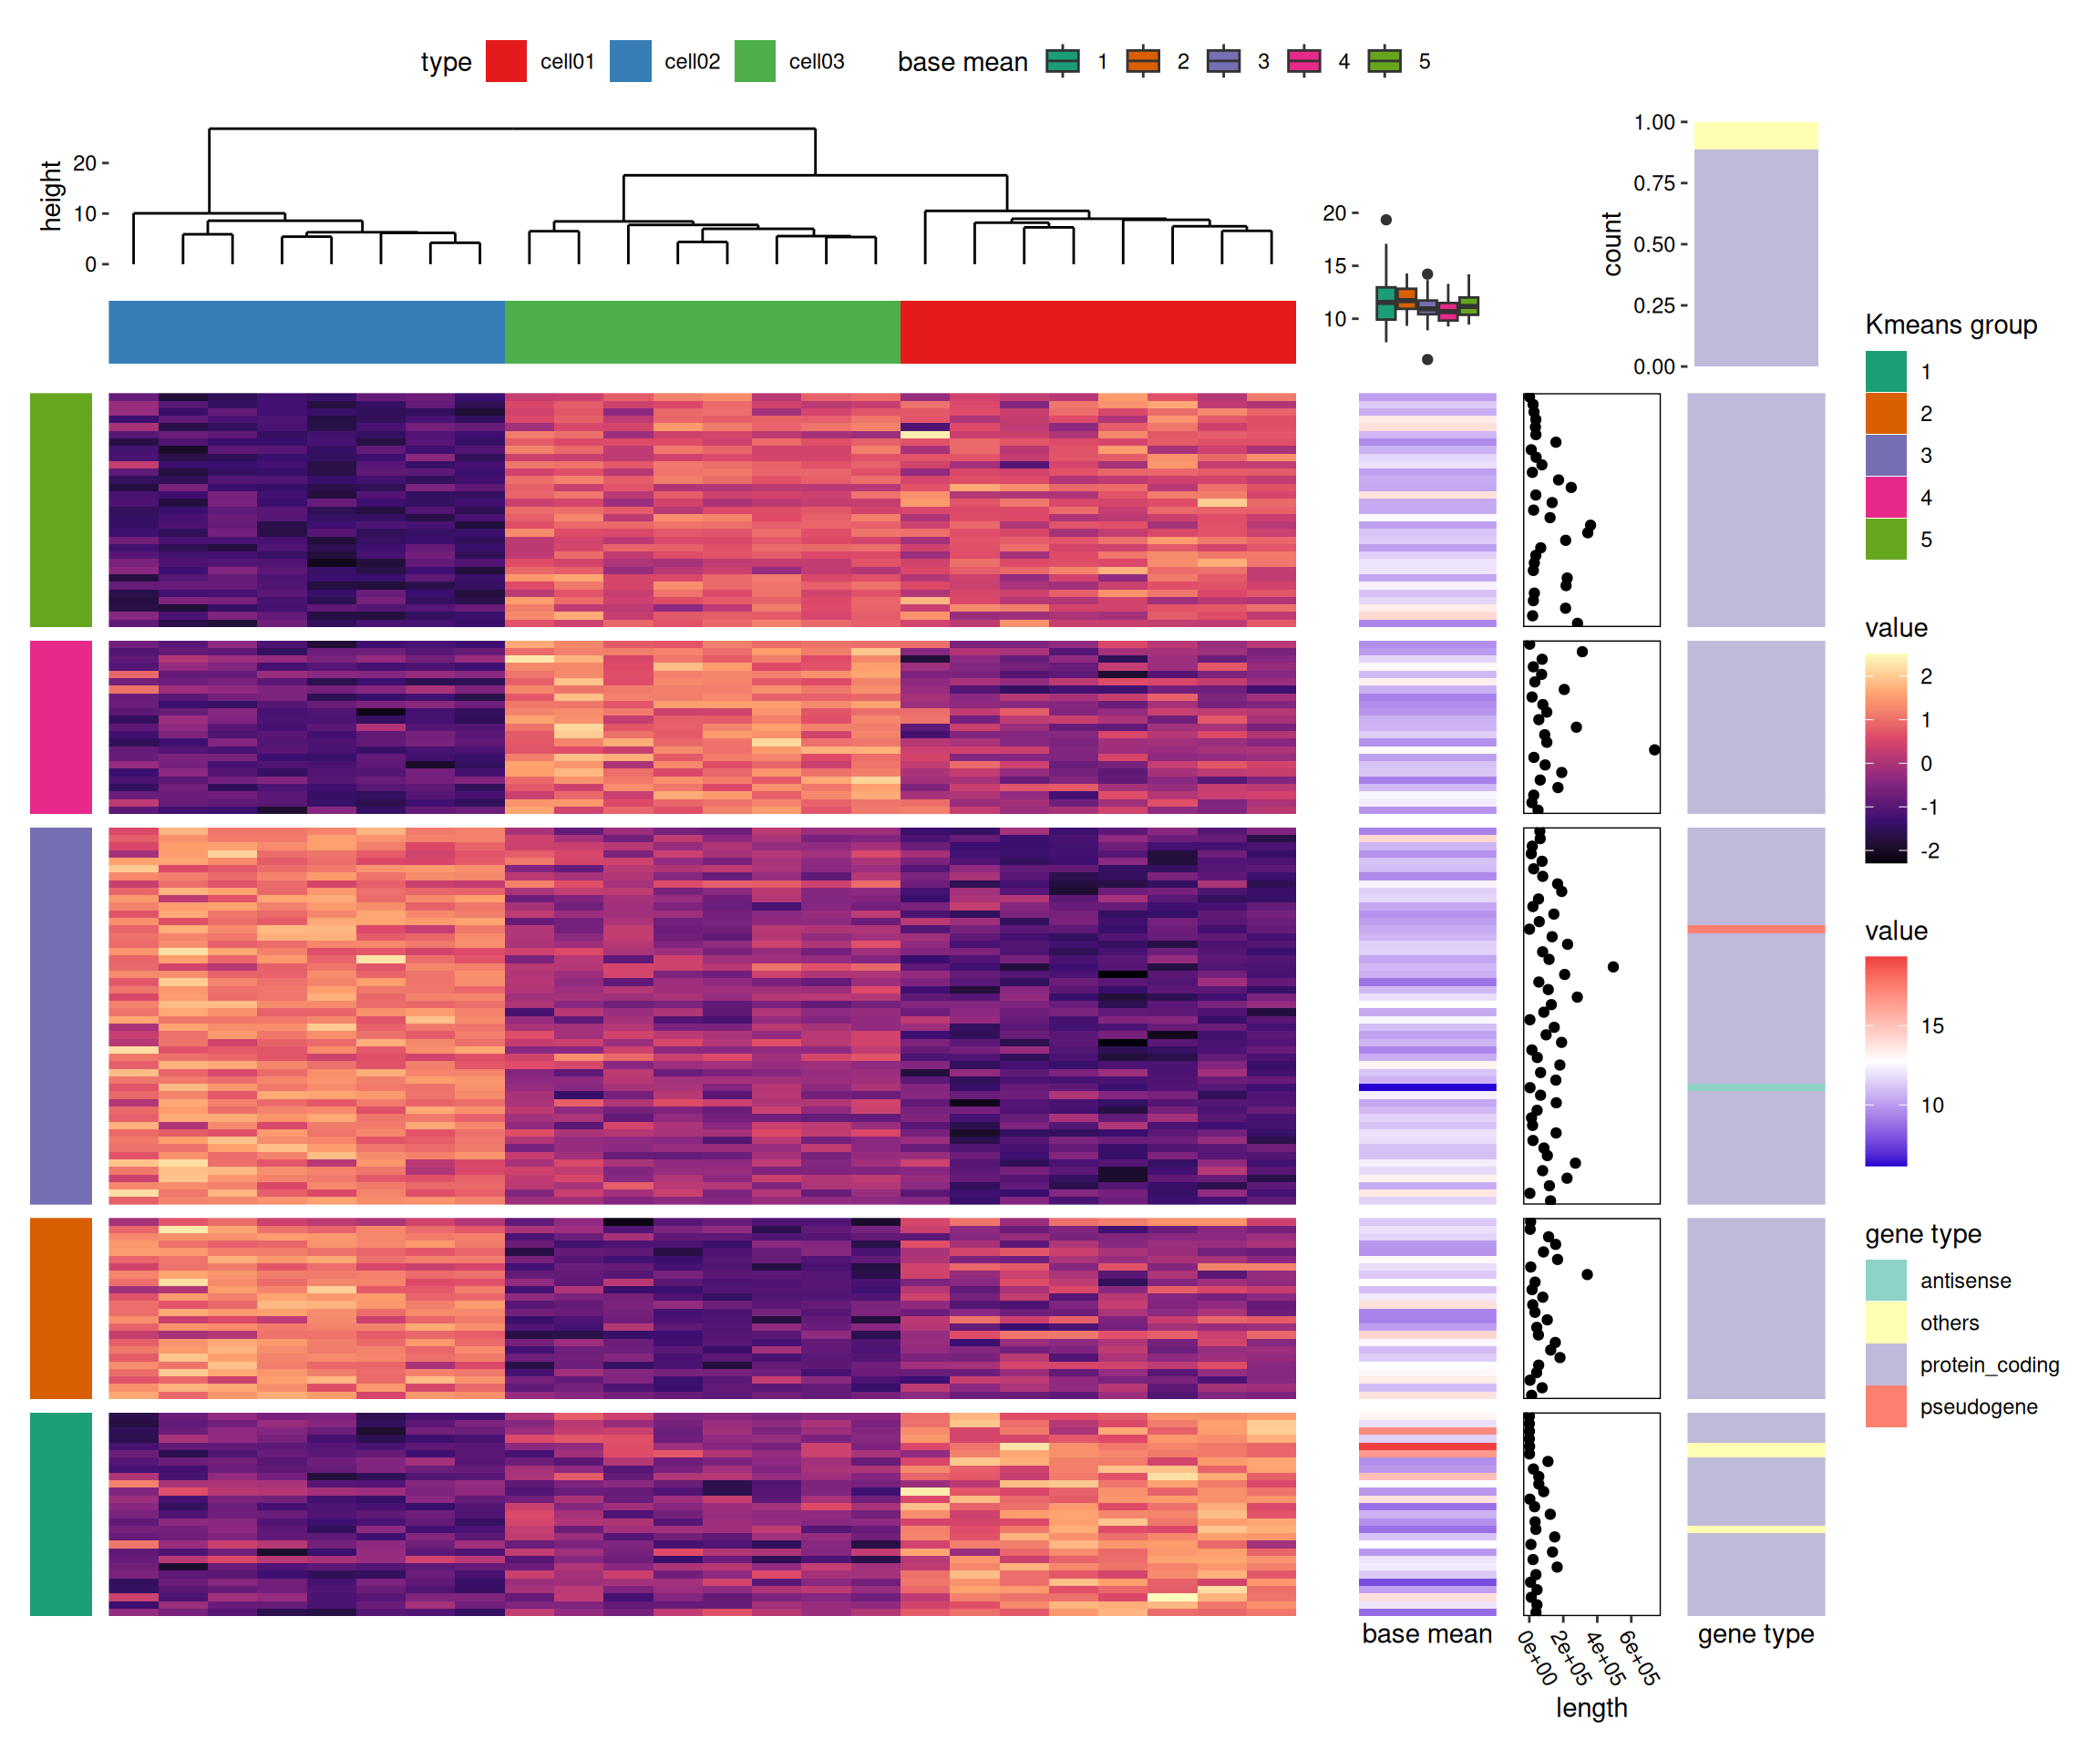 type cell01 cell02 cell03 base mean 1 2 3 4 5
height
20
10
0
20
15
10
count
1.00
0.75
0.50
0.25
0.00
Kmeans group
1
2
3
4
5
value
2
1
0
-1
-2
value
15
10
gene type
antisense
others
protein_coding
pseudogene
base mean
0e+00 2e+05 4e+05 6e+05
length
gene type